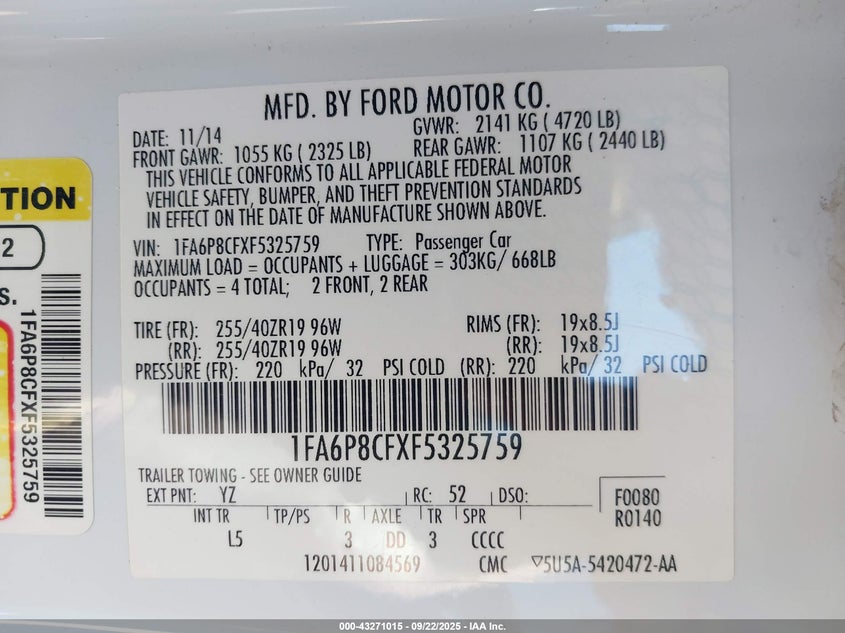 MFD. BY FORD MOTOR CO.
DATE: 11/14 GVWR: 2141 KG ( 4720 LB)
FRONT GAWR: 1055 KG ( 2325 LB) REAR GAWR: 1107 KG ( 2440 LB)
THIS VEHICLE CONFORMS TO ALL APPLICABLE FEDERAL MOTOR
VEHICLE SAFETY, BUMPER, AND THEFT PREVENTION STANDARDS
IN EFFECT ON THE DATE OF MANUFACTURE SHOWN ABOVE.
VIN: 1FA6P8CFXF5325759 TYPE: Passenger Car
MAXIMUM LOAD = OCCUPANTS + LUGGAGE = 303KG/ 668LB
OCCUPANTS = 4 TOTAL; 2 FRONT, 2 REAR
TIRE (FR): 255/40ZR19 96W RIMS (FR): 19x8.5J
(RR): 255/40ZR19 96W (RR): 19x8.5J
PRESSURE (FR): 220 kPa/ 32 PSI COLD (RR): 220 kPa/ 32 PSI COLD
1FA6P8CFXF5325759
TRAILER TOWING - SEE OWNER GUIDE
EXT PNT: YZ RC: 52 DSO: F0080
INT TR TP/PS R AXLE TR SPR R0140
L5 3 DD 3 CCCC
1201411084569 CMC ▽5U5A-5420472-AA
TION
2
S.
1FA6P8CFXF5325759
000-43271015 - 09/22/2025 - IAA Inc.